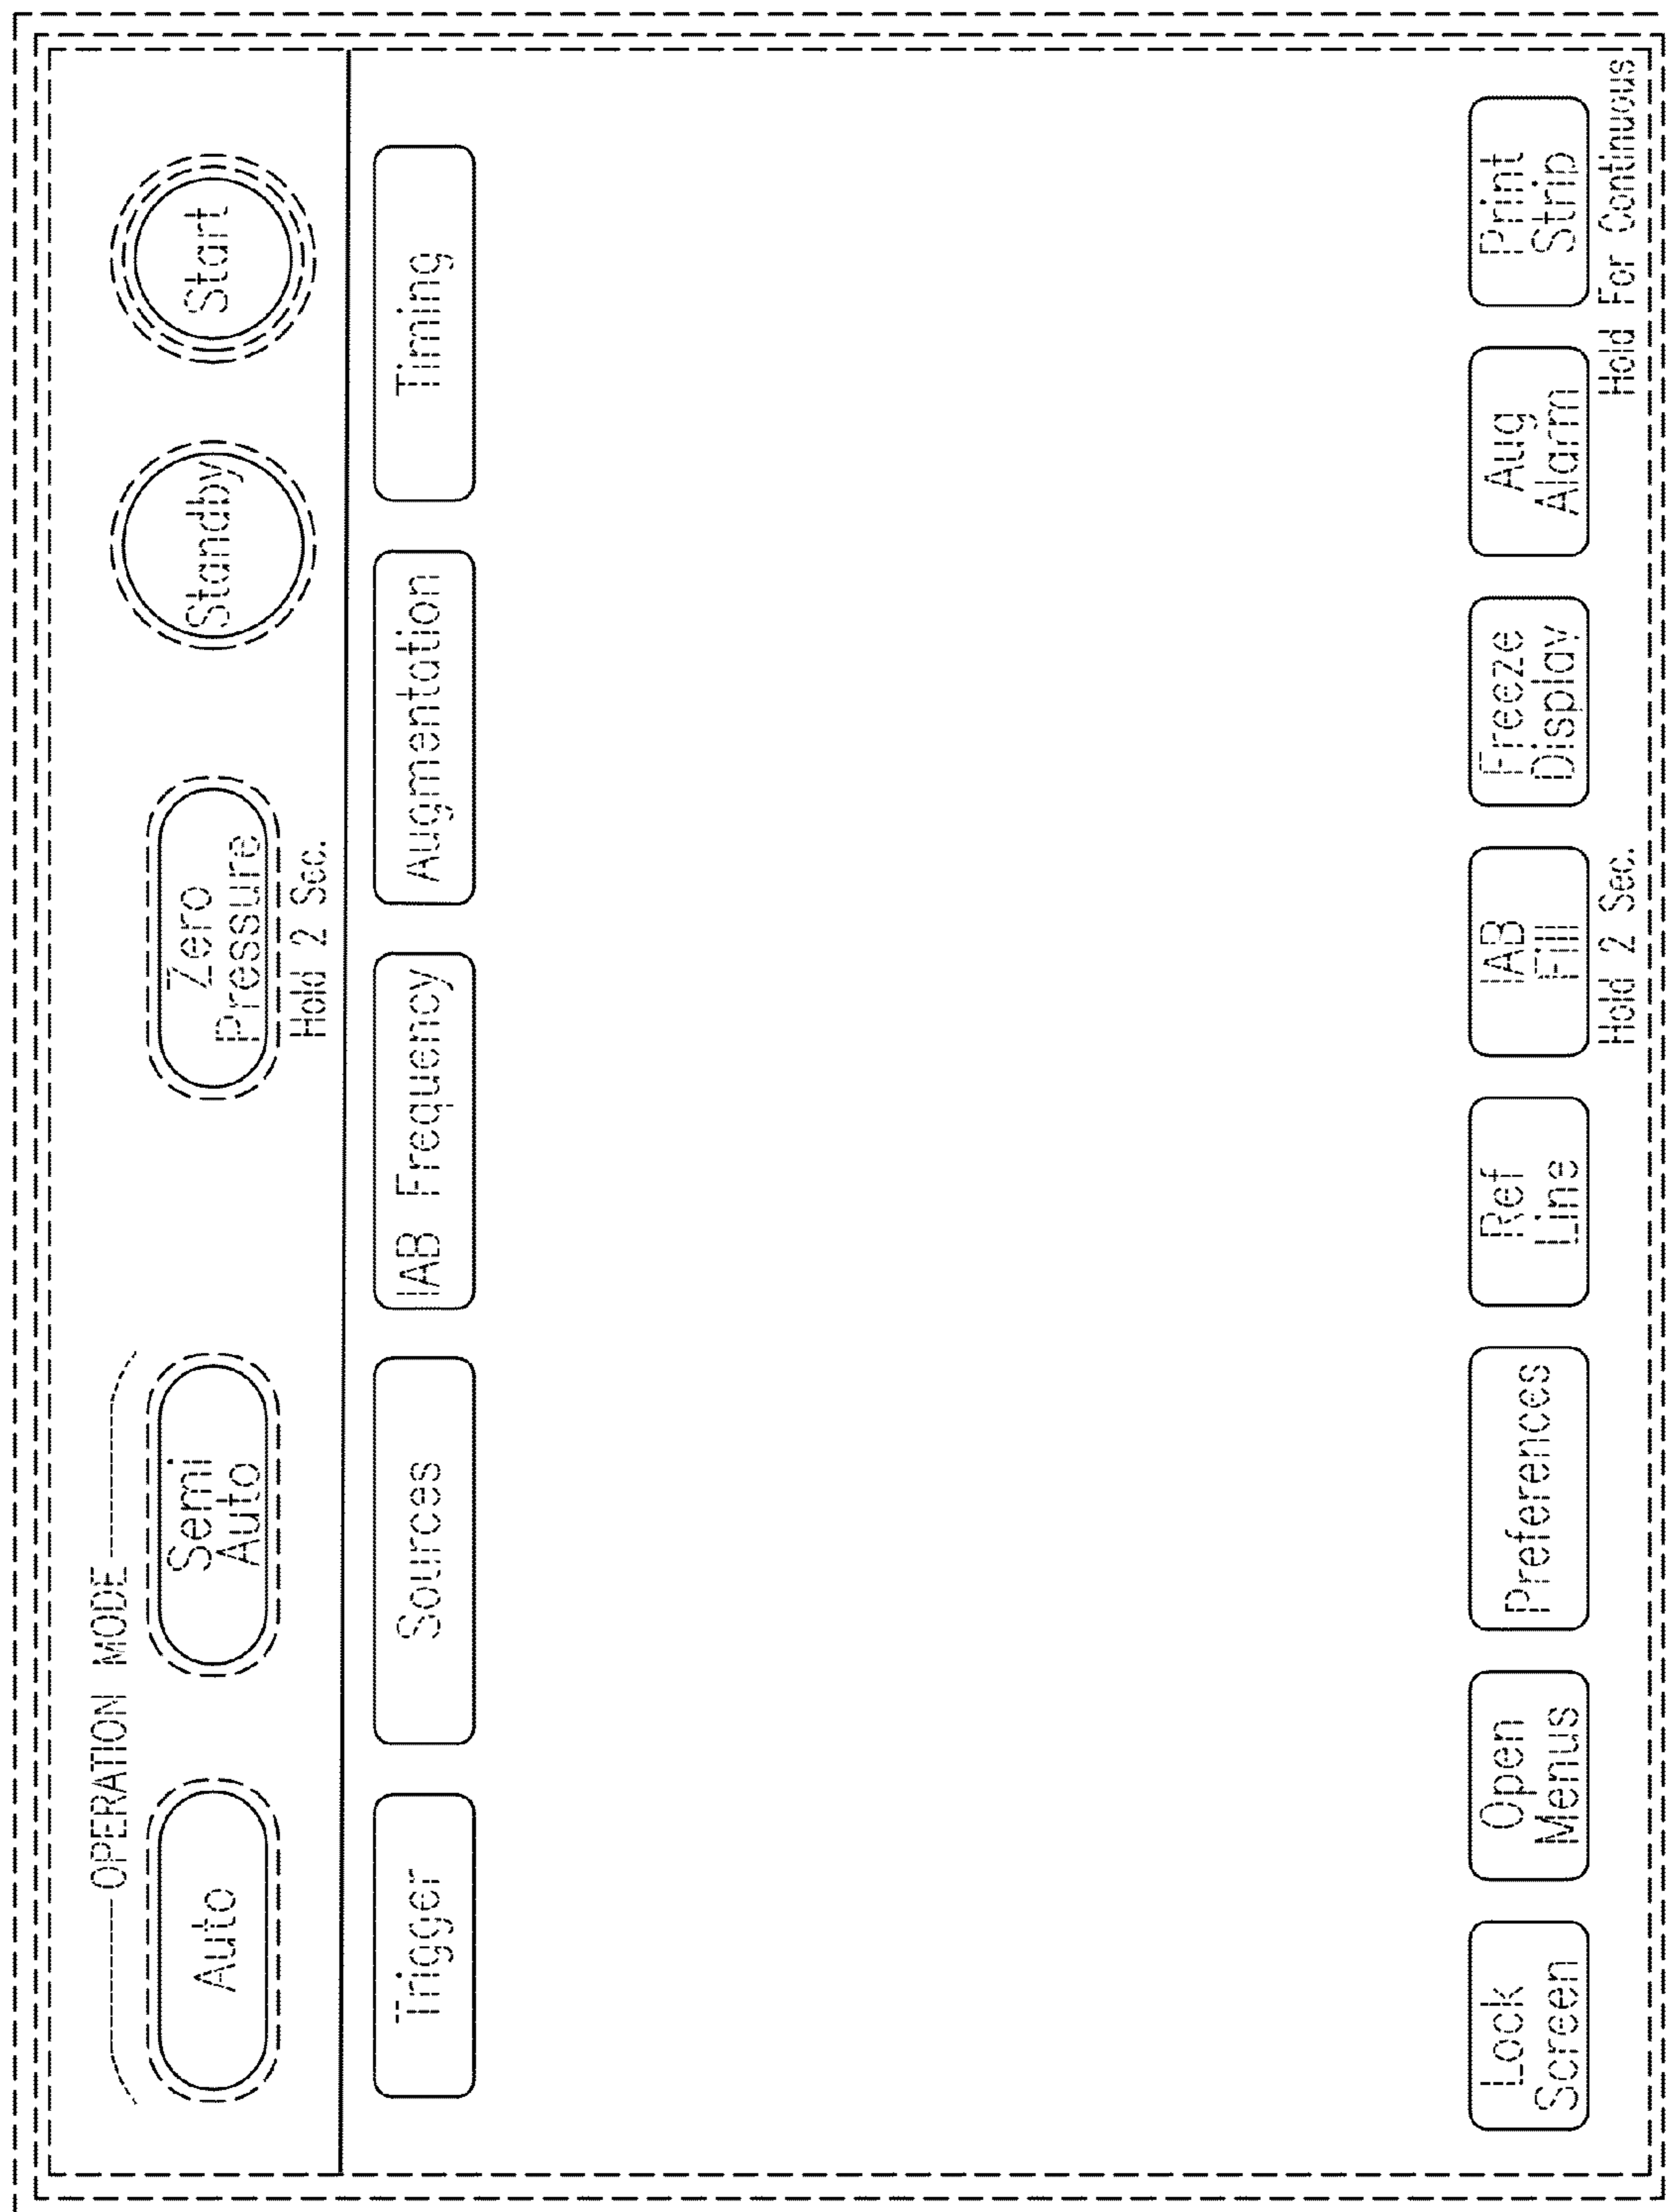 OPERATION MODE
Auto
Semi
Auto
Zero
Pressure
Hold 2 Sec.
Standby
Start
Trigger
Sources
IAB Frequency
Augmentation
Timing
Lock
Screen
Open
Menus
Preferences
Ref
Line
IAB
Fill
Hold 2 Sec.
Freeze
Display
Aug
Alarm
Print
Strip
Hold For Continuous